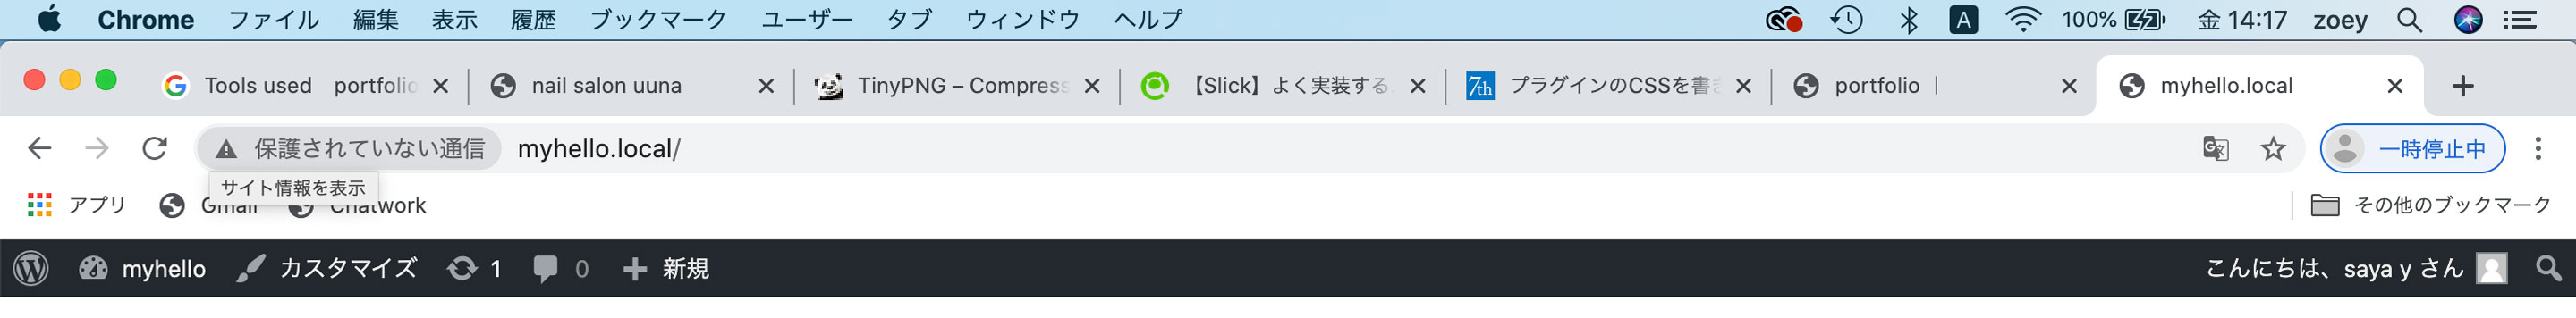 Chrome ファイル 編集 表示 履歴 ブックマーク ユーザー タブ ウィンドウ ヘルプ A 100% 金 14:17 zoey
Tools used portfolio nail salon uuna TinyPNG – Compress 【Slick】よく実装する 7th プラグインのCSSを書き portfolio | myhello.local
保護されていない通信 myhello.local/ 一時停止中
サイト情報を表示
アプリ Gmail Chatwork その他のブックマーク
myhello カスタマイズ 1 0 新規 こんにちは、saya y さん